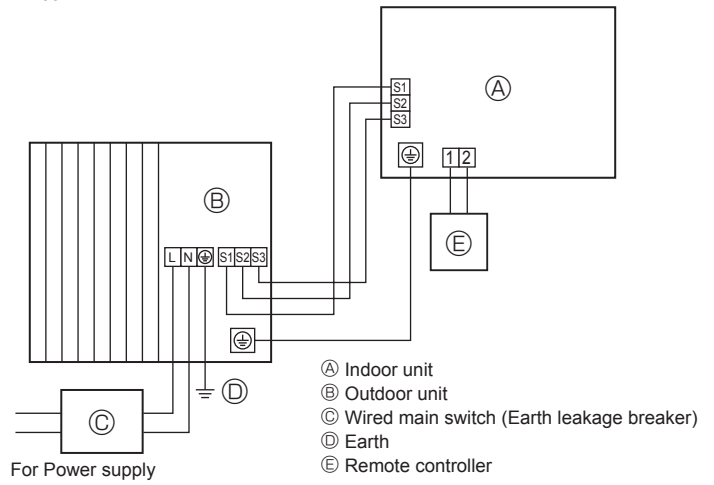 S1
S2
S3
Ⓐ
1 2
Ⓑ
Ⓔ
L N S1 S2 S3
Ⓓ
Ⓒ
For Power supply
Ⓐ Indoor unit
Ⓑ Outdoor unit
Ⓒ Wired main switch (Earth leakage breaker)
Ⓓ Earth
Ⓔ Remote controller